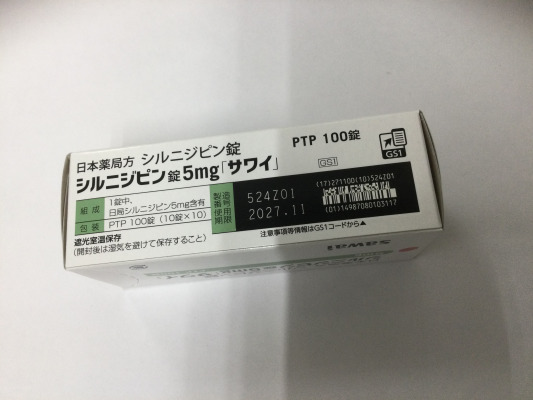 日本薬局方 シルニジピン錠
シルニジピン錠5mg「サワイ」
PTP 100錠
GS1
GS1
組成 1錠中、
日局シルニジピン5mg含有
包装 PTP 100錠（10錠×10）
遮光室温保存
（開封後は湿気を避けて保存すること）
製造番号 524Z01
使用期限 2027.11
(17)271100(10)524Z01
(01)14987080103117
注意事項等情報はGS1コードから▲
sawai